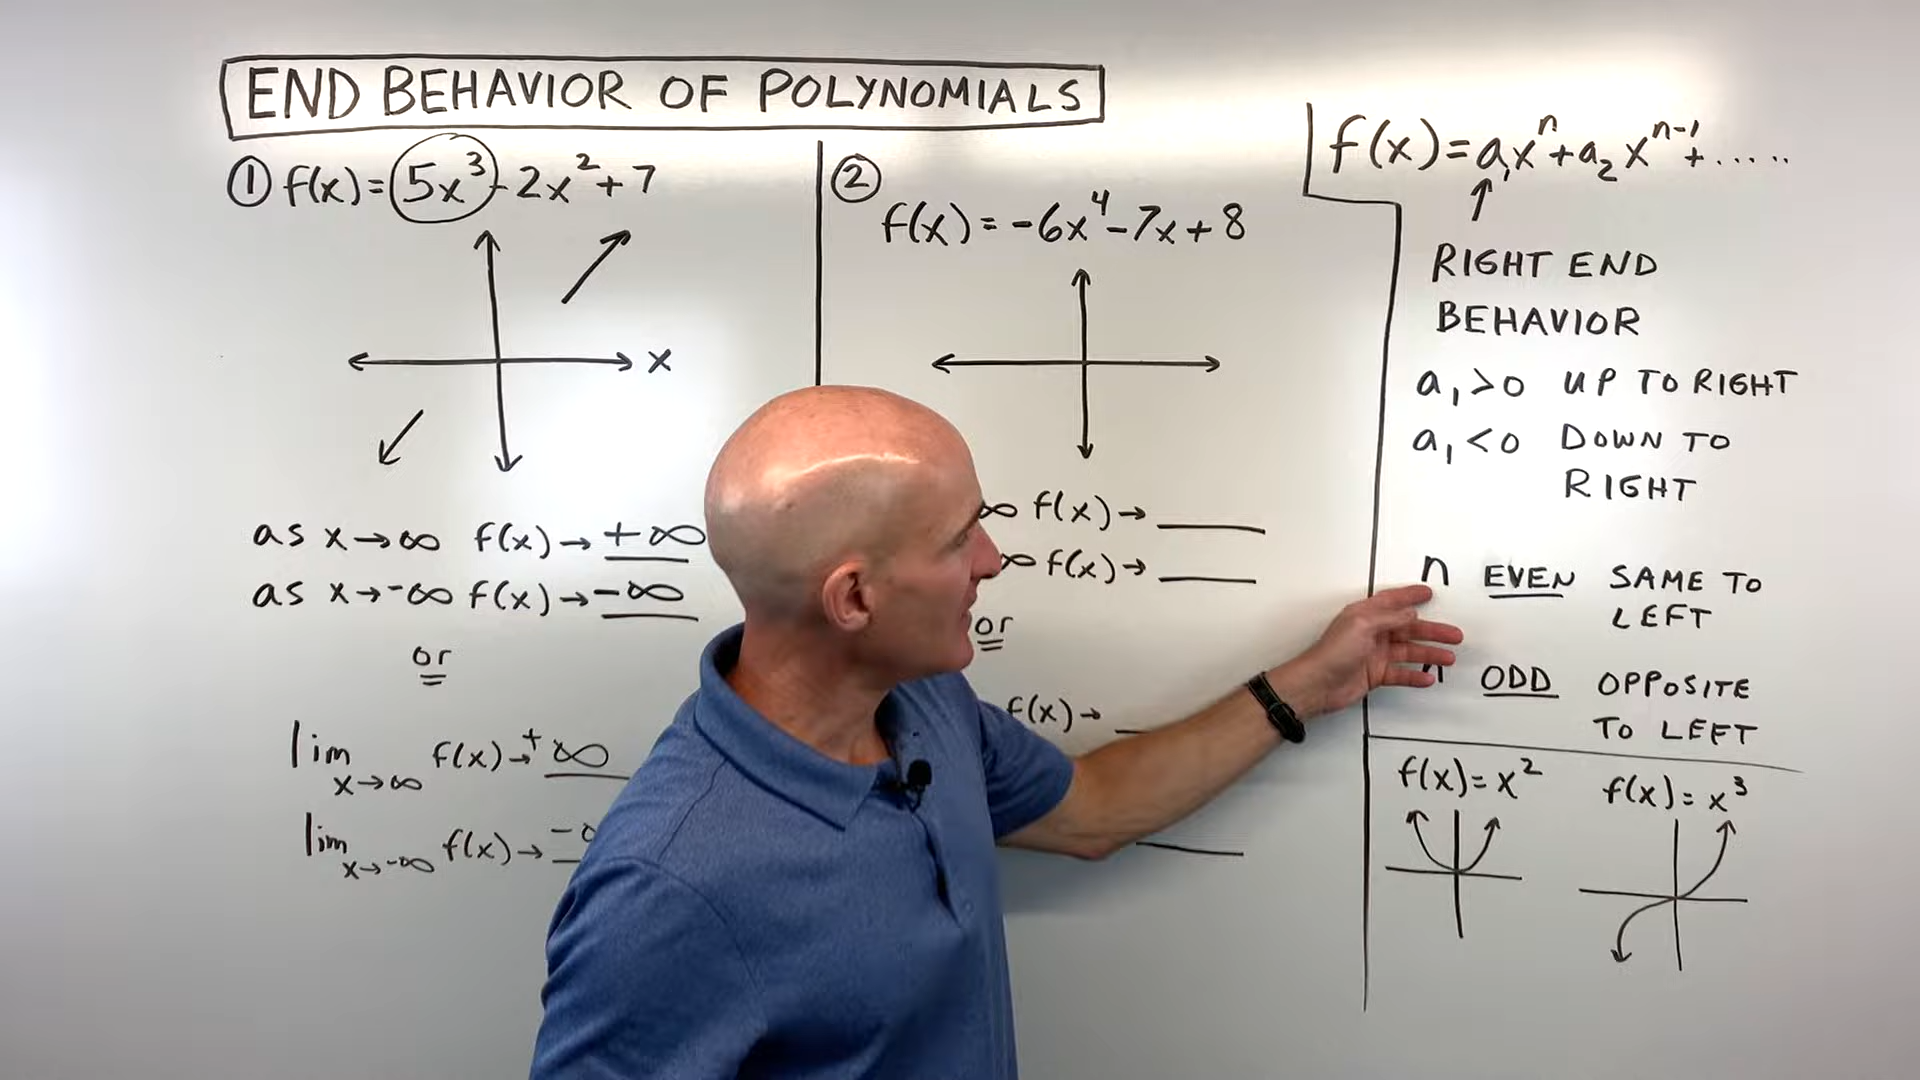 END BEHAVIOR OF POLYNOMIALS
① f(x)=5x³-2x²+7
x
as x→∞ f(x)→+∞
as x→-∞ f(x)→-∞
or
lim x→∞ f(x)→+∞
lim x→-∞ f(x)→-
②
f(x)=-6x⁴-7x+8
∞ f(x)→
∞ f(x)→
or
f(x)→
f(x)=a₁xⁿ+a₂xⁿ⁻¹+.....
RIGHT END
BEHAVIOR
a₁>0 UP TO RIGHT
a₁<0 DOWN TO
RIGHT
n EVEN SAME TO
LEFT
n ODD OPPOSITE
TO LEFT
f(x)=x²
f(x)=x³